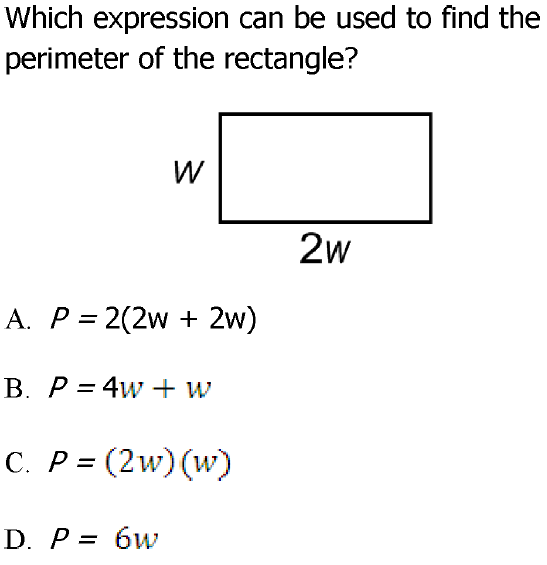 Which expression can be used to find the
perimeter of the rectangle?
w
2w
A. P = 2(2w + 2w)
B. P = 4w + w
C. P = (2w)(w)
D. P = 6w